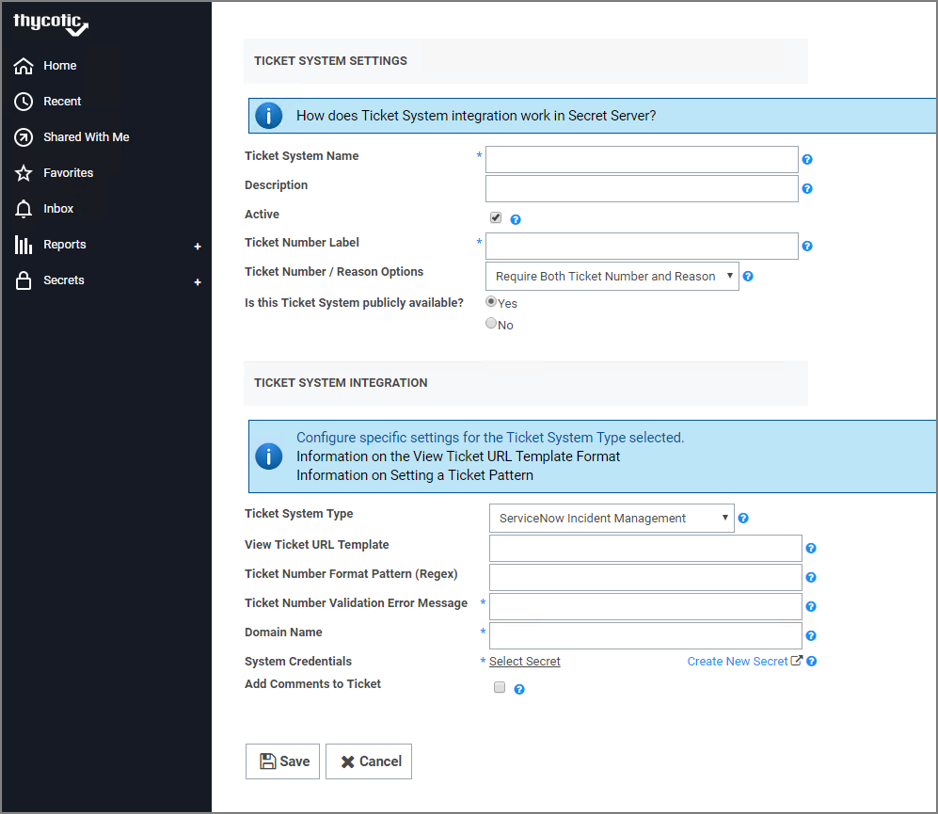 thycotic
Home
Recent
Shared With Me
Favorites
Inbox
Reports +
Secrets +
TICKET SYSTEM SETTINGS
i How does Ticket System integration work in Secret Server?
Ticket System Name * ?
Description ?
Active ?
Ticket Number Label * ?
Ticket Number / Reason Options Require Both Ticket Number and Reason ▼ ?
Is this Ticket System publicly available? Yes
No
TICKET SYSTEM INTEGRATION
i
Configure specific settings for the Ticket System Type selected.
Information on the View Ticket URL Template Format
Information on Setting a Ticket Pattern
Ticket System Type ServiceNow Incident Management ▼ ?
View Ticket URL Template ?
Ticket Number Format Pattern (Regex) ?
Ticket Number Validation Error Message * ?
Domain Name * ?
System Credentials * Select Secret Create New Secret ?
Add Comments to Ticket ?
Save Cancel